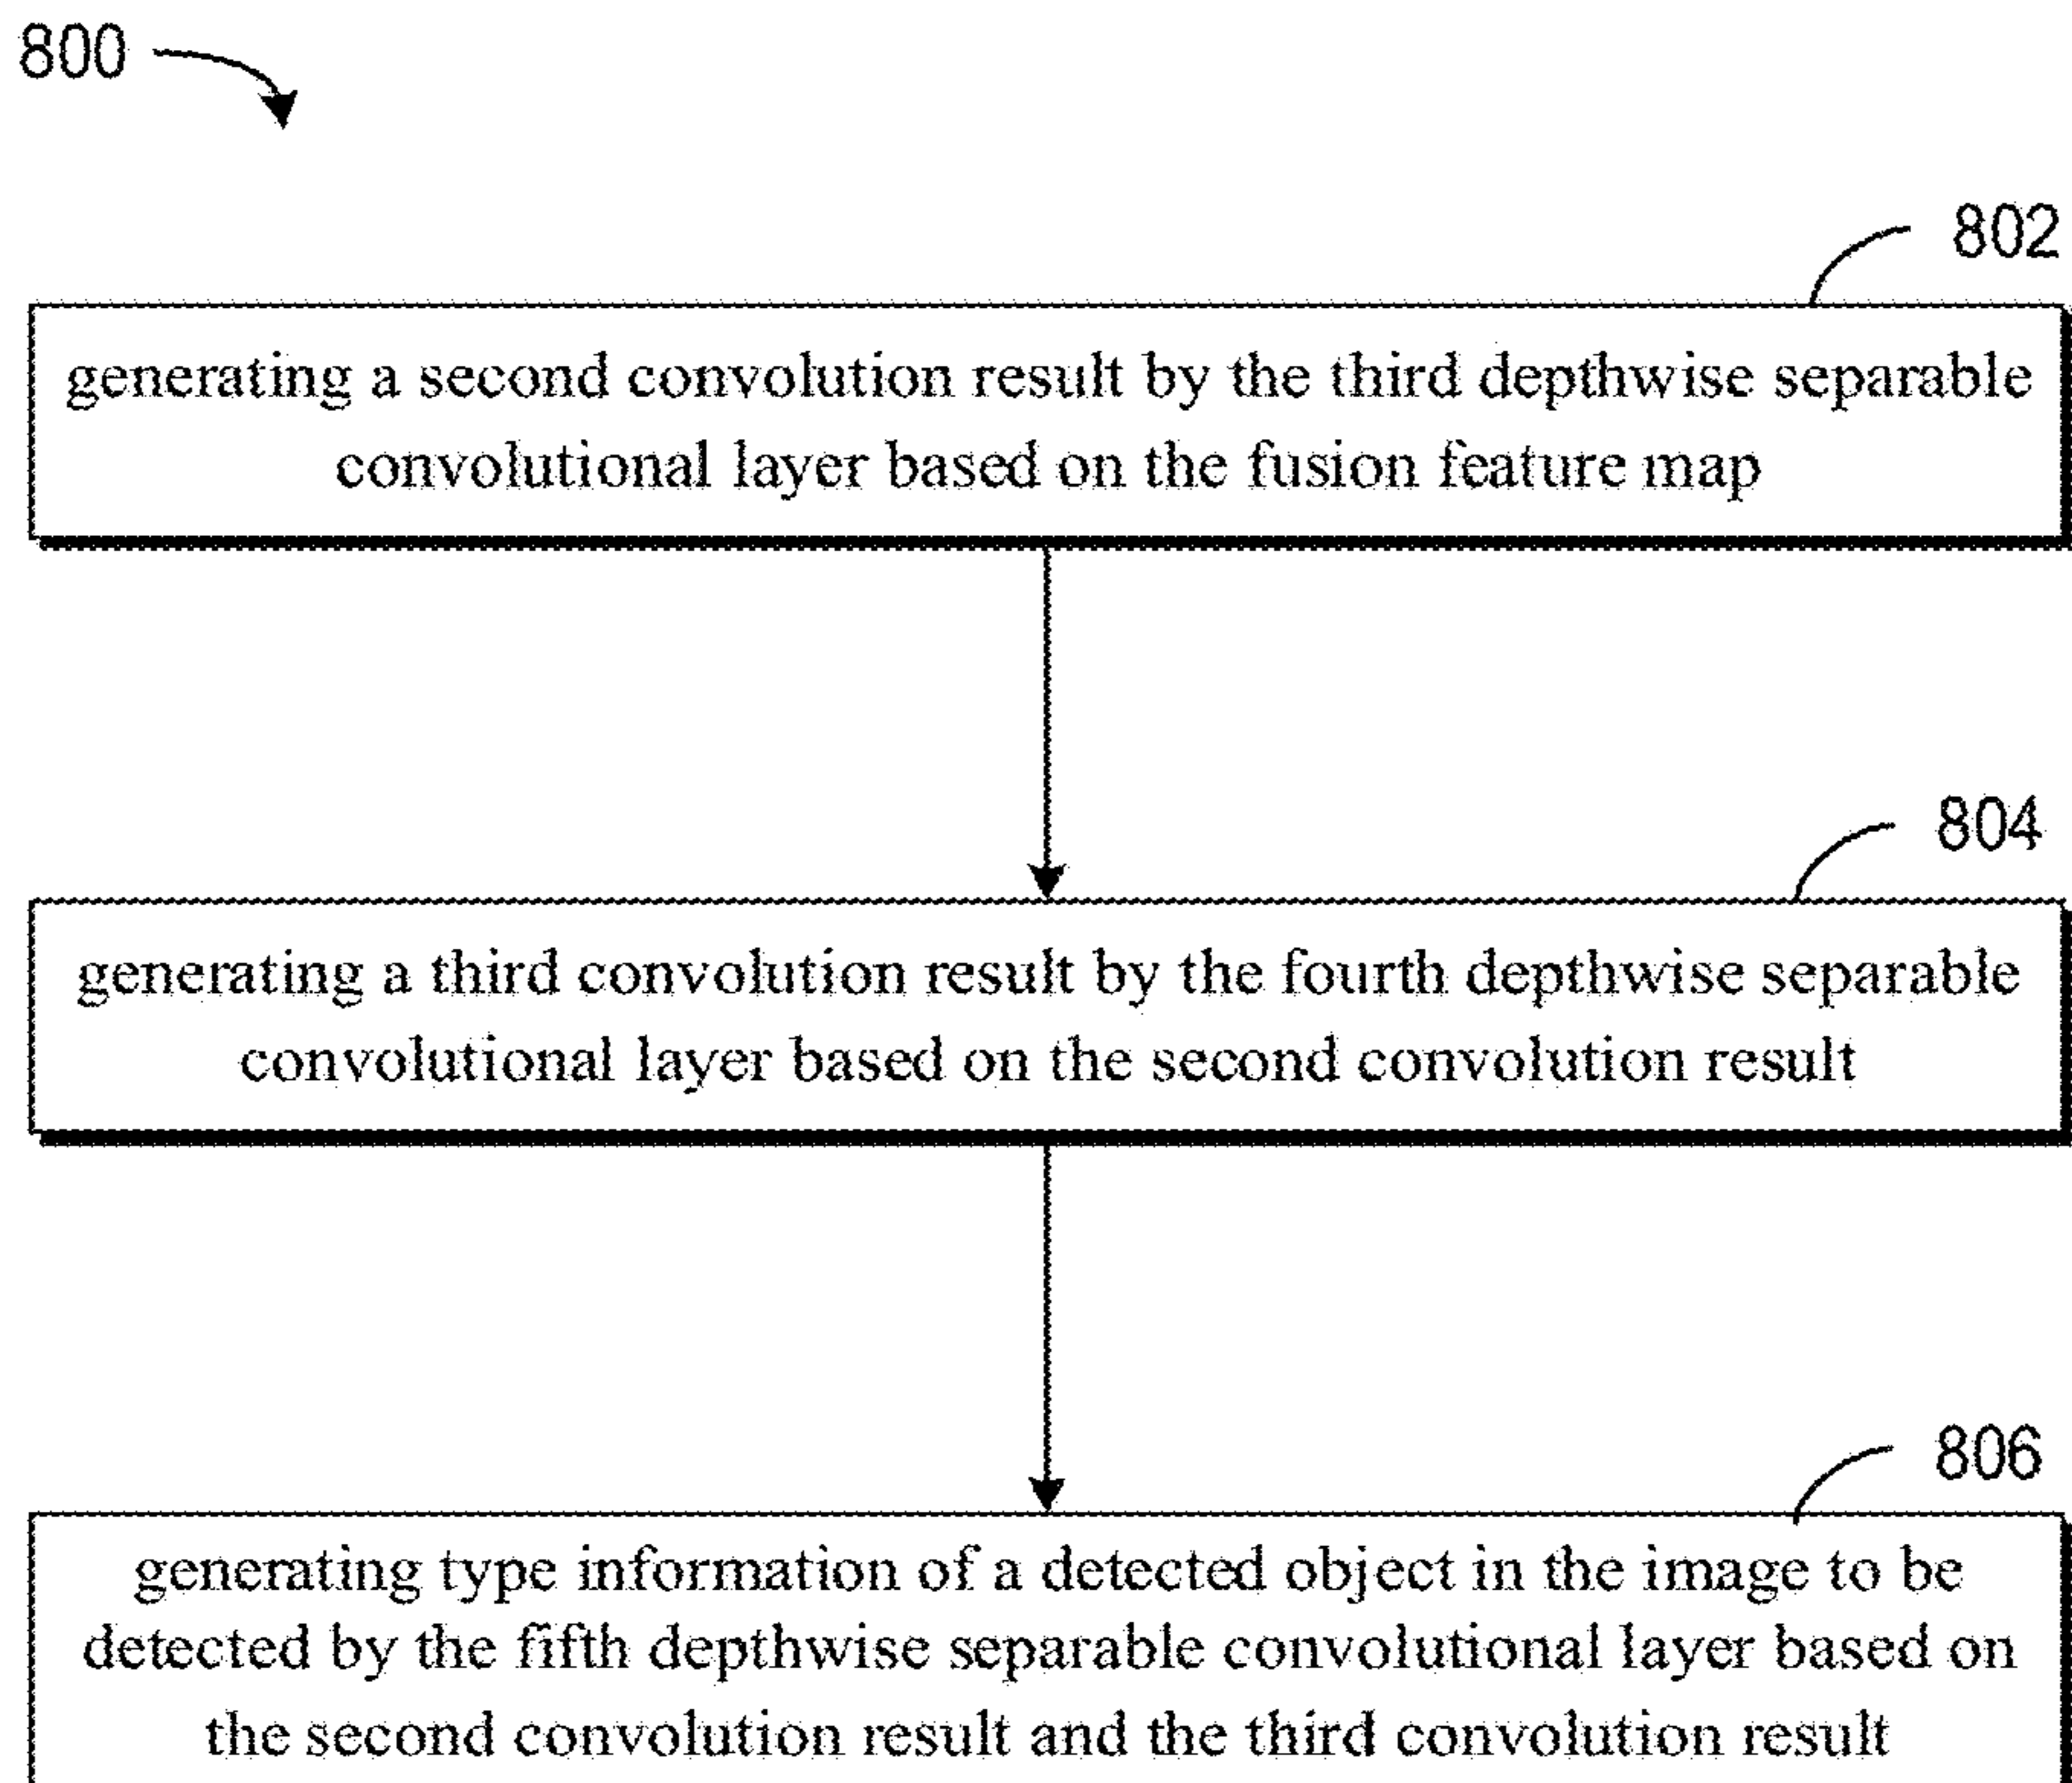 800
802
generating a second convolution result by the third depthwise separable
convolutional layer based on the fusion feature map
804
generating a third convolution result by the fourth depthwise separable
convolutional layer based on the second convolution result
806
generating type information of a detected object in the image to be
detected by the fifth depthwise separable convolutional layer based on
the second convolution result and the third convolution result